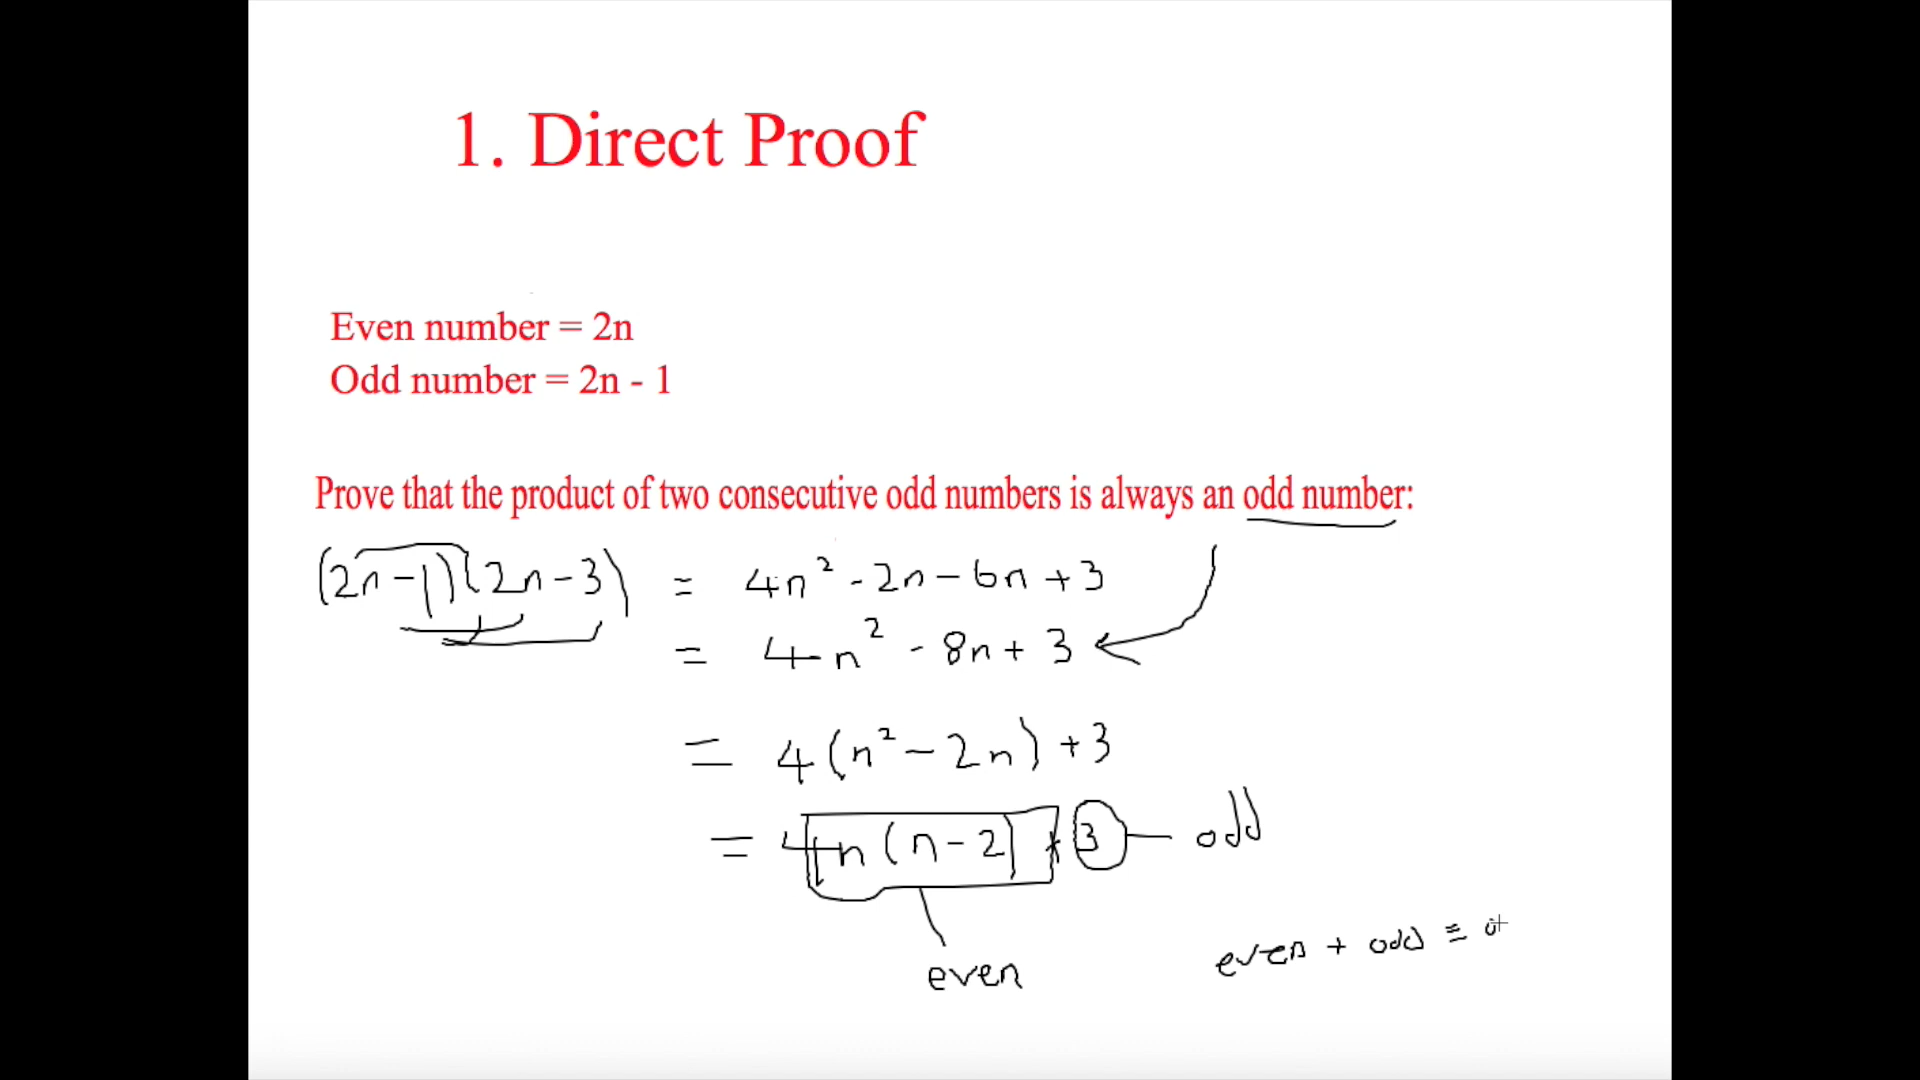 1. Direct Proof
Even number = 2n
Odd number = 2n - 1
Prove that the product of two consecutive odd numbers is always an odd number:
(2n-1)(2n-3) = 4n² - 2n - 6n + 3
= 4n² - 8n + 3
= 4(n² - 2n) + 3
= 4n(n-2) + 3 — odd
even + odd ≡
even